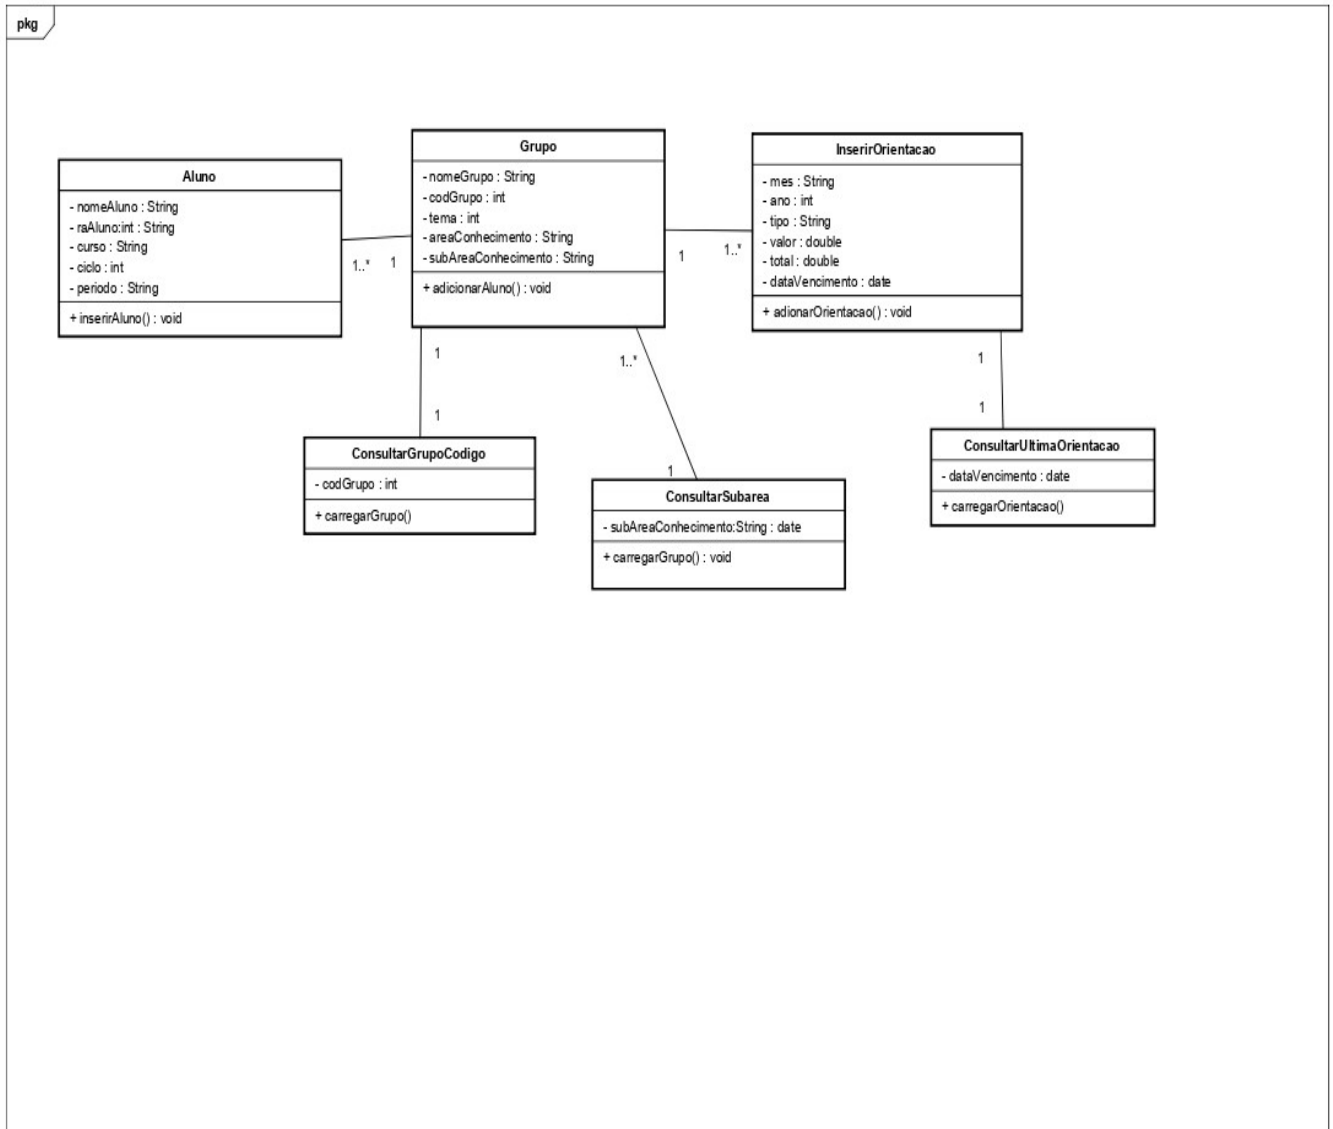 pkg
Aluno
- nomeAluno : String
- raAluno:int : String
- curso : String
- ciclo : int
- periodo : String
+ inserirAluno() : void
1..*
1
Grupo
- nomeGrupo : String
- codGrupo : int
- tema : int
- areaConhecimento : String
- subAreaConhecimento : String
+ adicionarAluno() : void
1
1..*
InserirOrientacao
- mes : String
- ano : int
- tipo : String
- valor : double
- total : double
- dataVencimento : date
+ adionarOrientacao() : void
1
1
1..*
1
1
1
ConsultarGrupoCodigo
- codGrupo : int
+ carregarGrupo()
ConsultarSubarea
- subAreaConhecimento:String : date
+ carregarGrupo() : void
ConsultarUltimaOrientacao
- dataVencimento : date
+ carregarOrientacao()